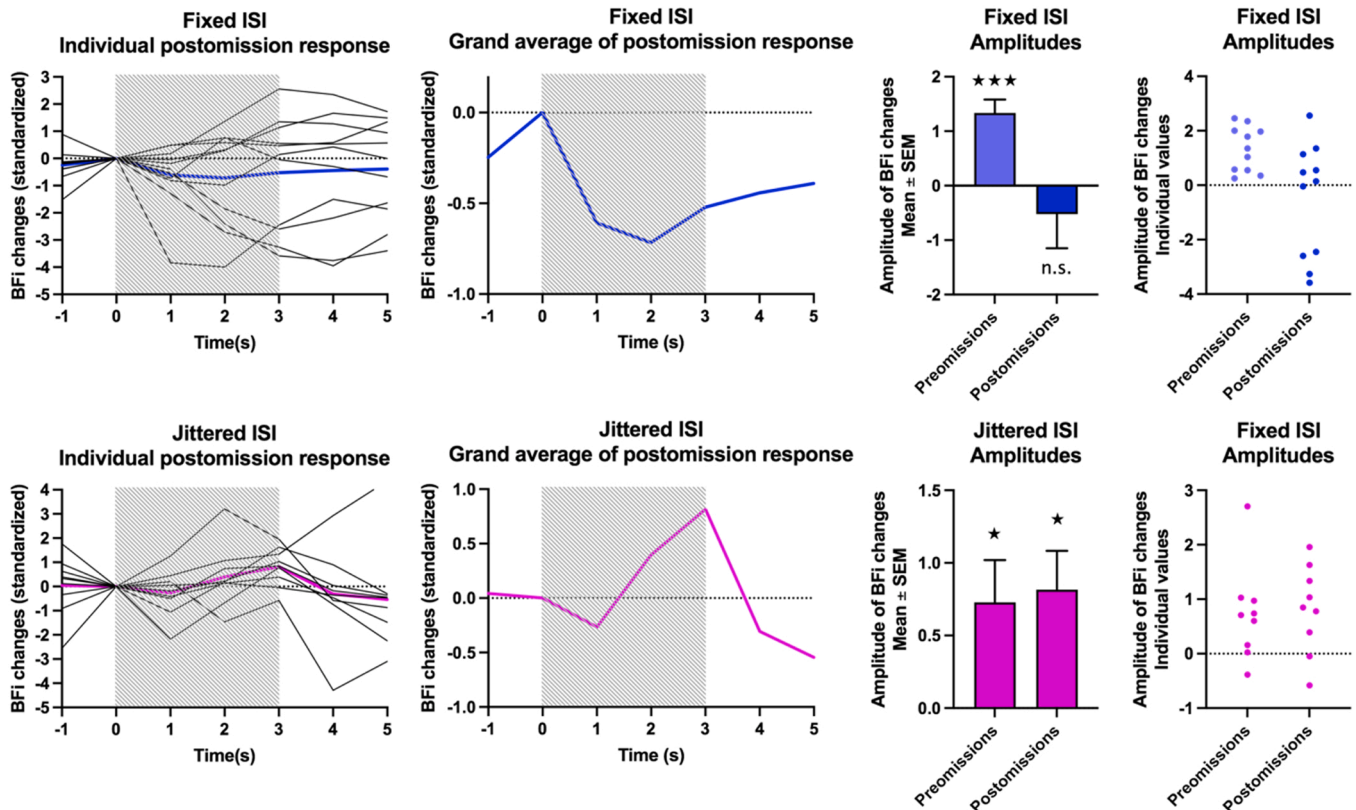 Fixed ISI
Individual postomission response
BFi changes (standardized)
3
2
1
0
-1
-2
-3
-4
-5
-1 0 1 2 3 4 5
Time(s)
Fixed ISI
Grand average of postomission response
BFi changes (standardized)
0.0
-0.5
-1.0
-1 0 1 2 3 4 5
Time (s)
Fixed ISI
Amplitudes
Amplitude of BFi changes
Mean ± SEM
2
1
0
-1
-2
★★★
n.s.
Preomissions
Postomissions
Fixed ISI
Amplitudes
Amplitude of BFi changes
Individual values
4
2
0
-2
-4
Preomissions
Postomissions
Jittered ISI
Individual postomission response
BFi changes (standardized)
4
3
2
1
0
-1
-2
-3
-4
-5
-1 0 1 2 3 4 5
Time(s)
Jittered ISI
Grand average of postomission response
BFi changes (standardized)
1.0
0.5
0.0
-0.5
-1.0
-1 0 1 2 3 4 5
Time (s)
Jittered ISI
Amplitudes
Amplitude of BFi changes
Mean ± SEM
1.5
1.0
0.5
0.0
★ ★
Preomissions
Postomissions
Fixed ISI
Amplitudes
Amplitude of BFi changes
Individual values
3
2
1
0
-1
Preomissions
Postomissions